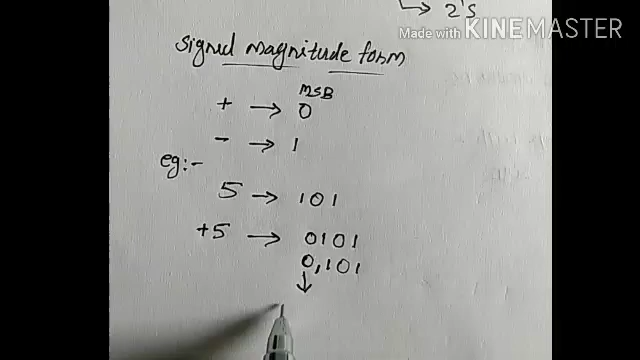 ↳ 2's
Made with KINEMASTER
signed magnitude form
MSB
+ → 0
- → 1
eg:-
5 → 101
+5 → 0101
0,101
↓